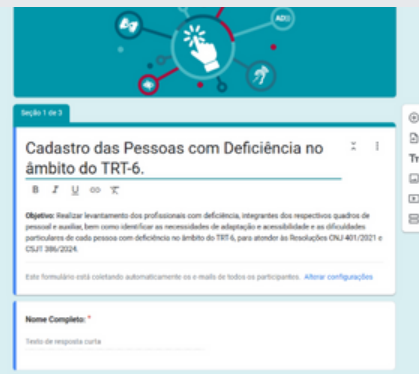 AD))
Seção 1 de 3
Cadastro das Pessoas com Deficiência no
âmbito do TRT-6.
B I U
Objetivo: Realizar levantamento dos profissionais com deficiência, integrantes dos respectivos quadros de
pessoal e auxiliar, bem como identificar as necessidades de adaptação e acessibilidade e as dificuldades
particulares de cada pessoa com deficiência no âmbito do TRT-6, para atender às Resoluções CNJ 401/2021 e
CSJT 386/2024.
Este formulário está coletando automaticamente os e-mails de todos os participantes. Alterar configurações
Nome Completo: *
Texto de resposta curta